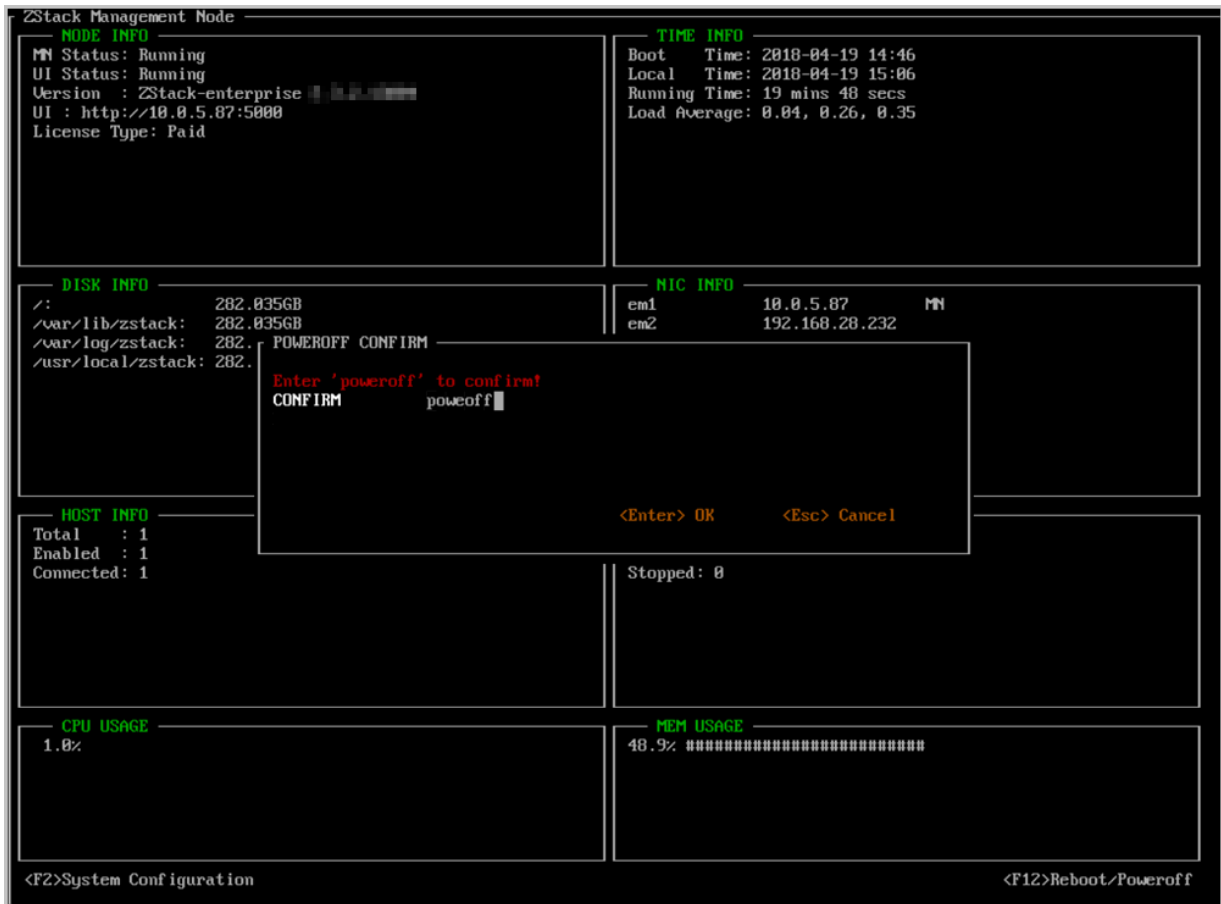 ZStack Management Node
NODE INFO
MN Status: Running
UI Status: Running
Version  : ZStack-enterprise
UI : http://10.0.5.87:5000
License Type: Paid
TIME INFO
Boot    Time: 2018-04-19 14:46
Local   Time: 2018-04-19 15:06
Running Time: 19 mins 48 secs
Load Average: 0.04, 0.26, 0.35
DISK INFO
/:                 282.035GB
/var/lib/zstack:   282.035GB
/var/log/zstack:   282.
/usr/local/zstack: 282.
NIC INFO
em1           10.0.5.87        MN
em2           192.168.28.232
POWEROFF CONFIRM
Enter 'poweroff' to confirm!
CONFIRM         poweoff
<Enter> OK       <Esc> Cancel
HOST INFO
Total    : 1
Enabled  : 1
Connected: 1
Stopped: 0
CPU USAGE
1.0%
MEM USAGE
48.9% #########################
<F2>System Configuration
<F12>Reboot/Poweroff